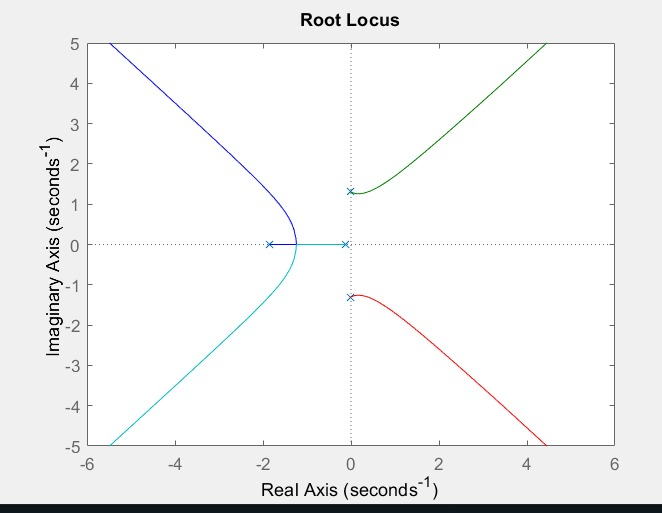 Root Locus
Imaginary Axis (seconds⁻¹)
5
4
3
2
1
0
-1
-2
-3
-4
-5
-6 -4 -2 0 2 4 6
Real Axis (seconds⁻¹)